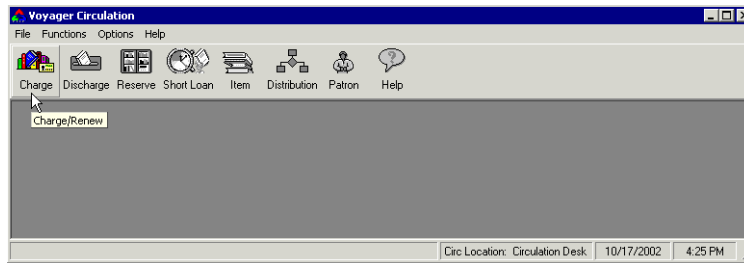 Voyager Circulation
File Functions Options Help
Charge Discharge Reserve Short Loan Item Distribution Patron Help
Charge/Renew
Circ Location: Circulation Desk 10/17/2002 4:25 PM